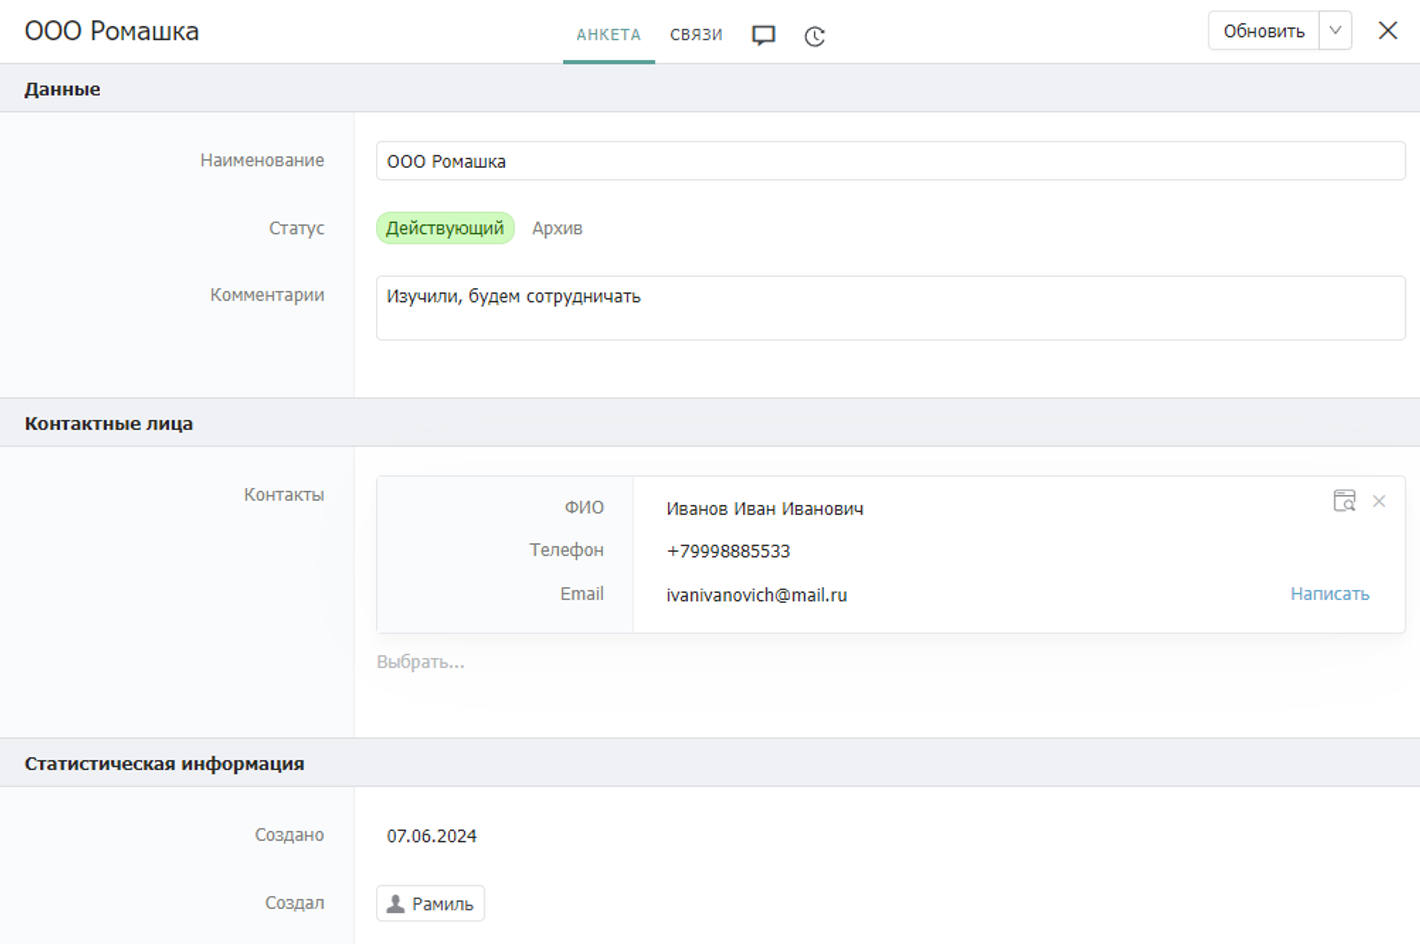 ООО Ромашка
АНКЕТА СВЯЗИ
Обновить
Данные
Наименование ООО Ромашка
Статус Действующий Архив
Комментарии Изучили, будем сотрудничать
Контактные лица
Контакты
ФИО Иванов Иван Иванович
Телефон +79998885533
Email ivanivanovich@mail.ru Написать
Выбрать...
Статистическая информация
Создано 07.06.2024
Создал Рамиль